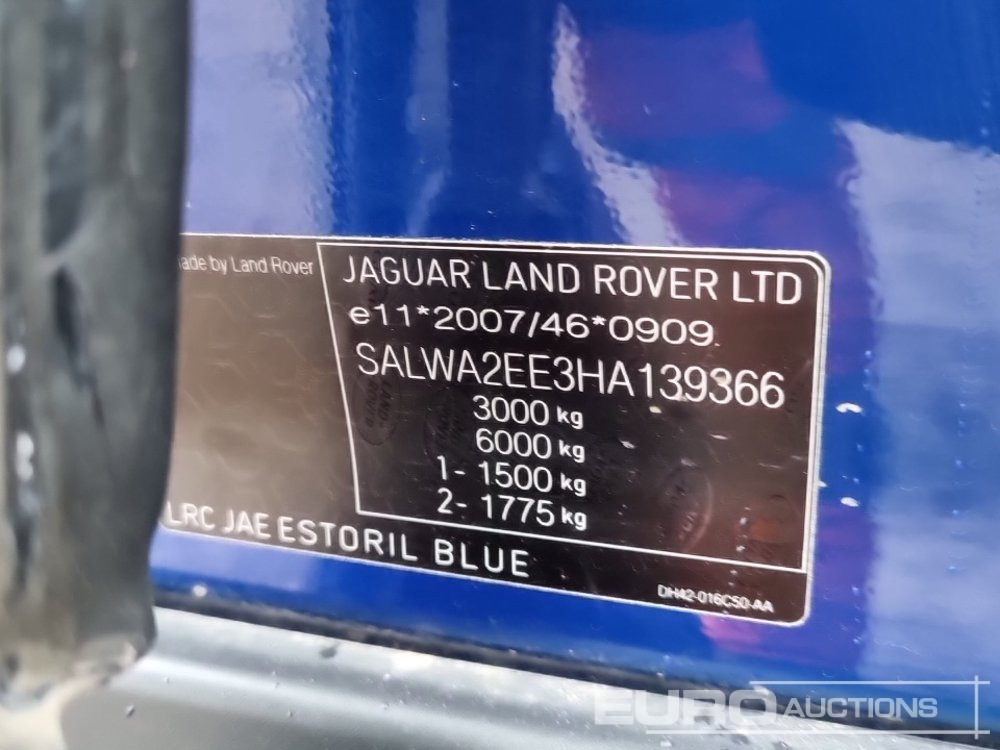 by Land Rover
JAGUAR LAND ROVER LTD
e11*2007/46*0909
SALWA2EE3HA139366
3000 kg
6000 kg
1- 1500 kg
2- 1775 kg
LRC JAE ESTORIL BLUE
DH42-016C50-AA
EURO AUCTIONS